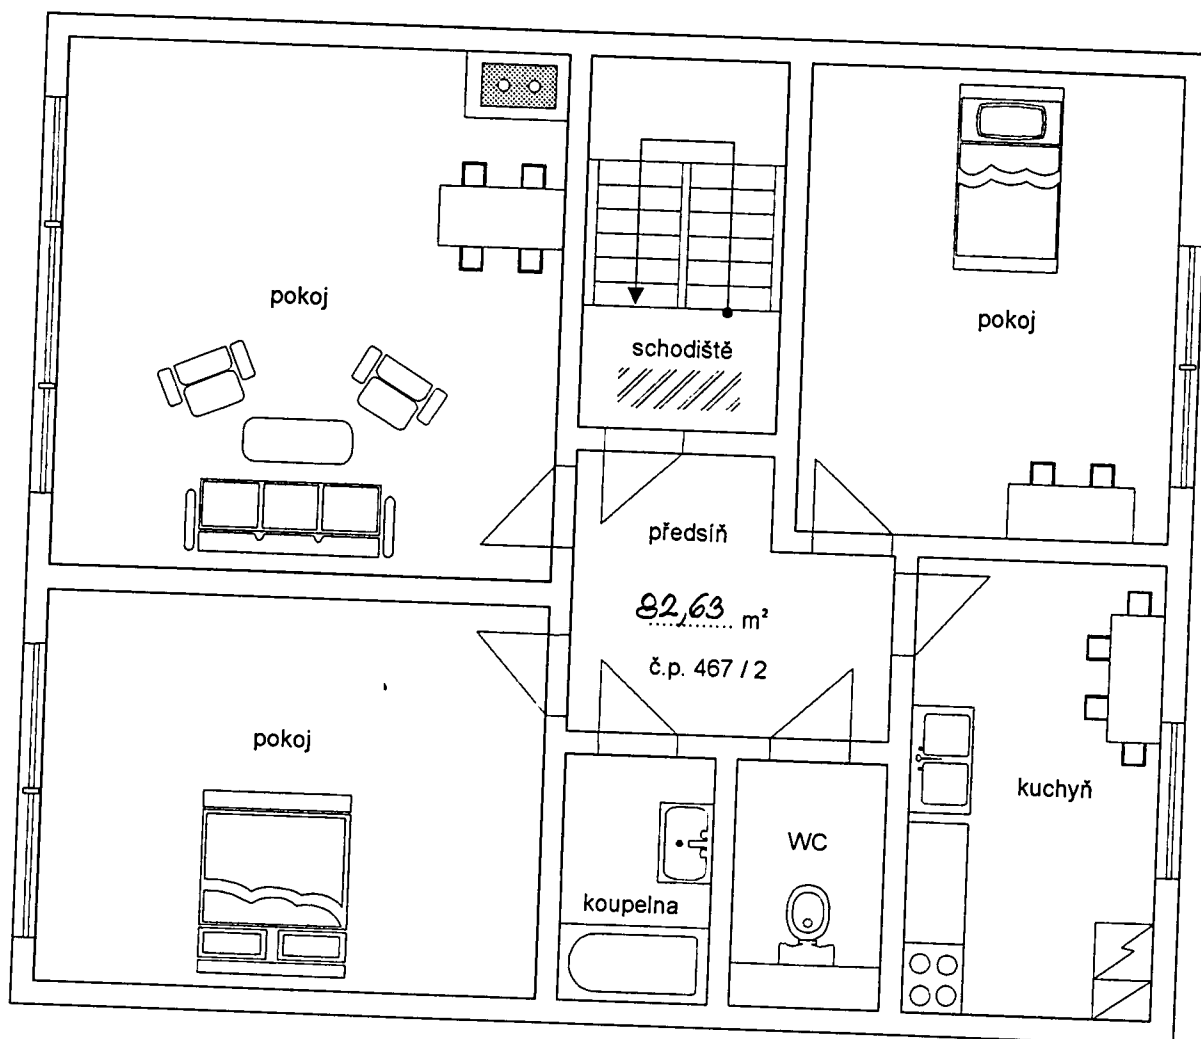 pokoj
schodiště
pokoj
předsíň
82,63 m²
č.p. 467 / 2
pokoj
kuchyň
WC
koupelna